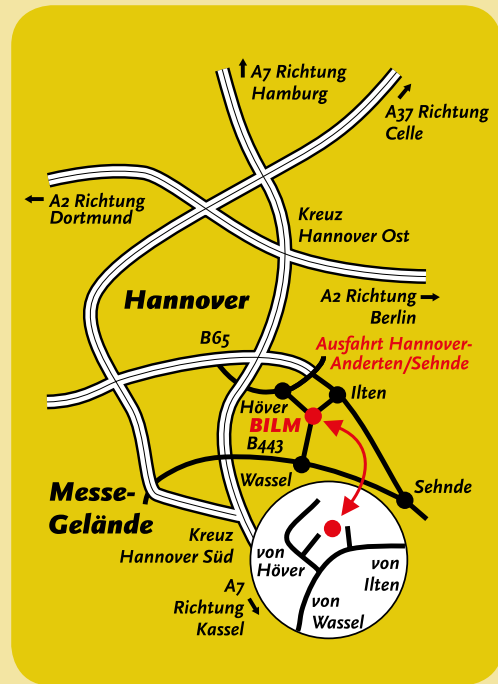 A7 Richtung
Hamburg
A37 Richtung
Celle
A2 Richtung
Dortmund
Kreuz
Hannover Ost
Hannover
A2 Richtung
Berlin
B65
Ausfahrt Hannover-
Anderten/Sehnde
Höver
Ilten
BILM
B443
Wassel
Sehnde
Messe-
Gelände
Kreuz
Hannover Süd
von
Höver
von
Ilten
von
Wassel
A7
Richtung
Kassel